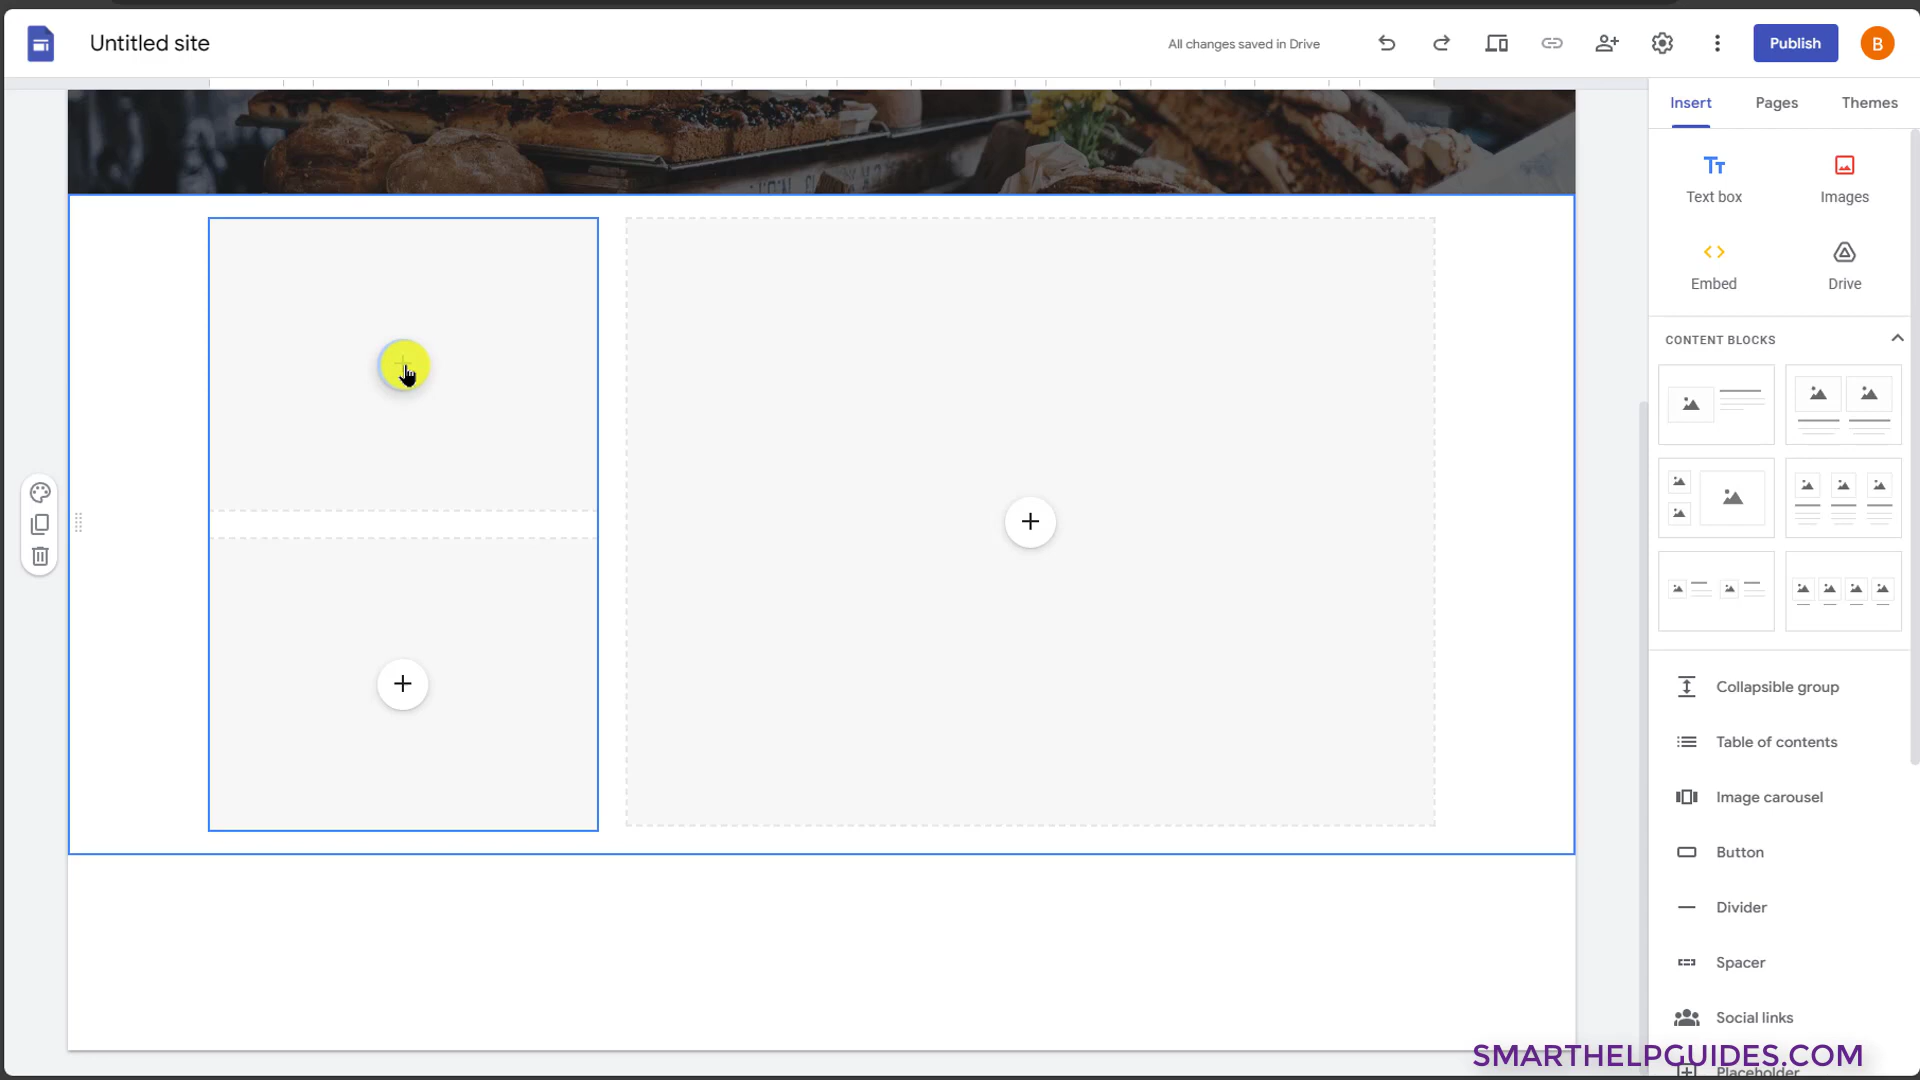 Untitled site
All changes saved in Drive
Publish
B
Insert
Pages
Themes
Text box
Images
Embed
Drive
CONTENT BLOCKS
Collapsible group
Table of contents
Image carousel
Button
Divider
Spacer
Social links
SMARTHELPGUIDES.COM
Placeholder